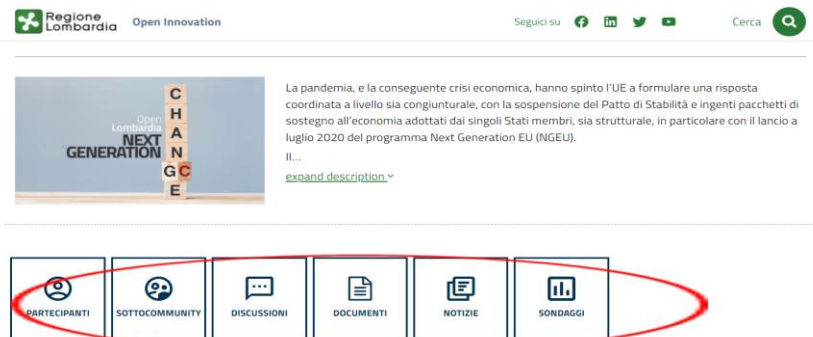 Regione
Lombardia
Open Innovation
Seguici su
Cerca
Open
Lombardia
NEXT
GENERATION
C
H
A
N
G C
E
La pandemia, e la conseguente crisi economica, hanno spinto l'UE a formulare una risposta
coordinata a livello sia congiunturale, con la sospensione del Patto di Stabilità e ingenti pacchetti di
sostegno all'economia adottati dai singoli Stati membri, sia strutturale, in particolare con il lancio a
luglio 2020 del programma Next Generation EU (NGEU).
Il...
expand description
PARTECIPANTI
SOTTOCOMMUNITY
DISCUSSIONI
DOCUMENTI
NOTIZIE
SONDAGGI